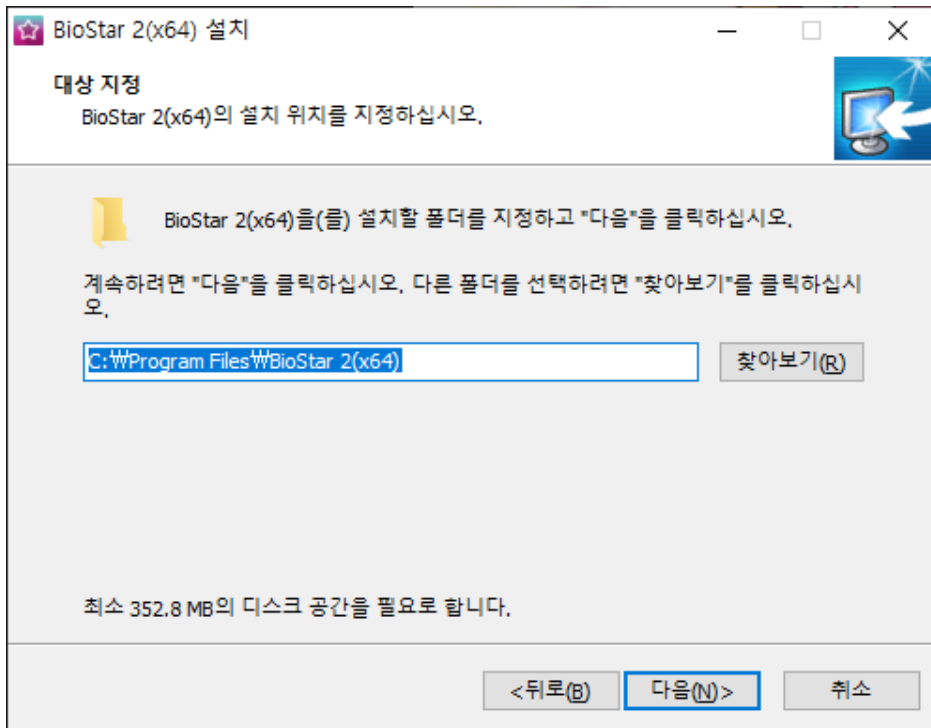 BioStar 2(x64) 설치
대상 지정
BioStar 2(x64)의 설치 위치를 지정하십시오.
BioStar 2(x64)을(를) 설치할 폴더를 지정하고 "다음"을 클릭하십시오.
계속하려면 "다음"을 클릭하십시오. 다른 폴더를 선택하려면 "찾아보기"를 클릭하십시
오.
C:₩Program Files₩BioStar 2(x64)
찾아보기(R)
최소 352.8 MB의 디스크 공간을 필요로 합니다.
<뒤로(B)
다음(N)>
취소